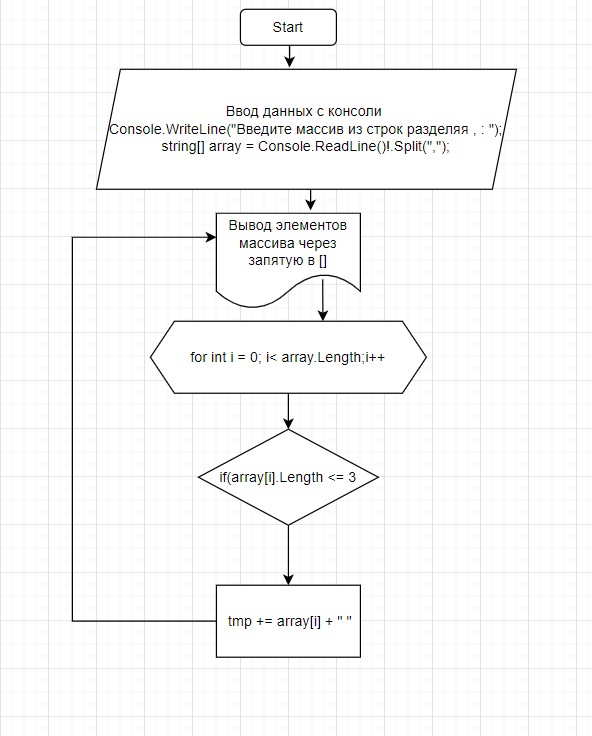 Start
Ввод данных с консоли
Console.WriteLine("Введите массив из строк разделяя , : ");
string[] array = Console.ReadLine()!.Split(",");
Вывод элементов
массива через
запятую в []
for int i = 0; i< array.Length;i++
if(array[i].Length <= 3
tmp += array[i] + " "